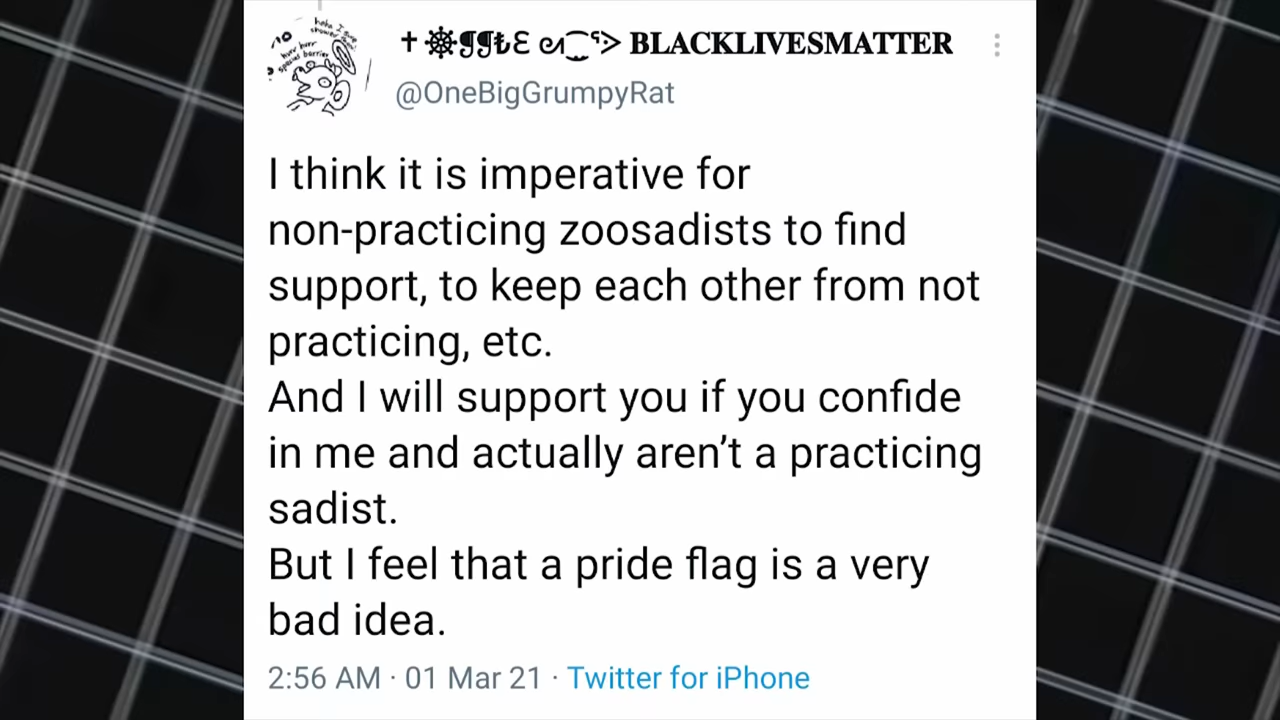 BLACKLIVESMATTER
@OneBigGrumpyRat
I think it is imperative for
non-practicing zoosadists to find
support, to keep each other from not
practicing, etc.
And I will support you if you confide
in me and actually aren’t a practicing
sadist.
But I feel that a pride flag is a very
bad idea.
2:56 AM · 01 Mar 21 · Twitter for iPhone